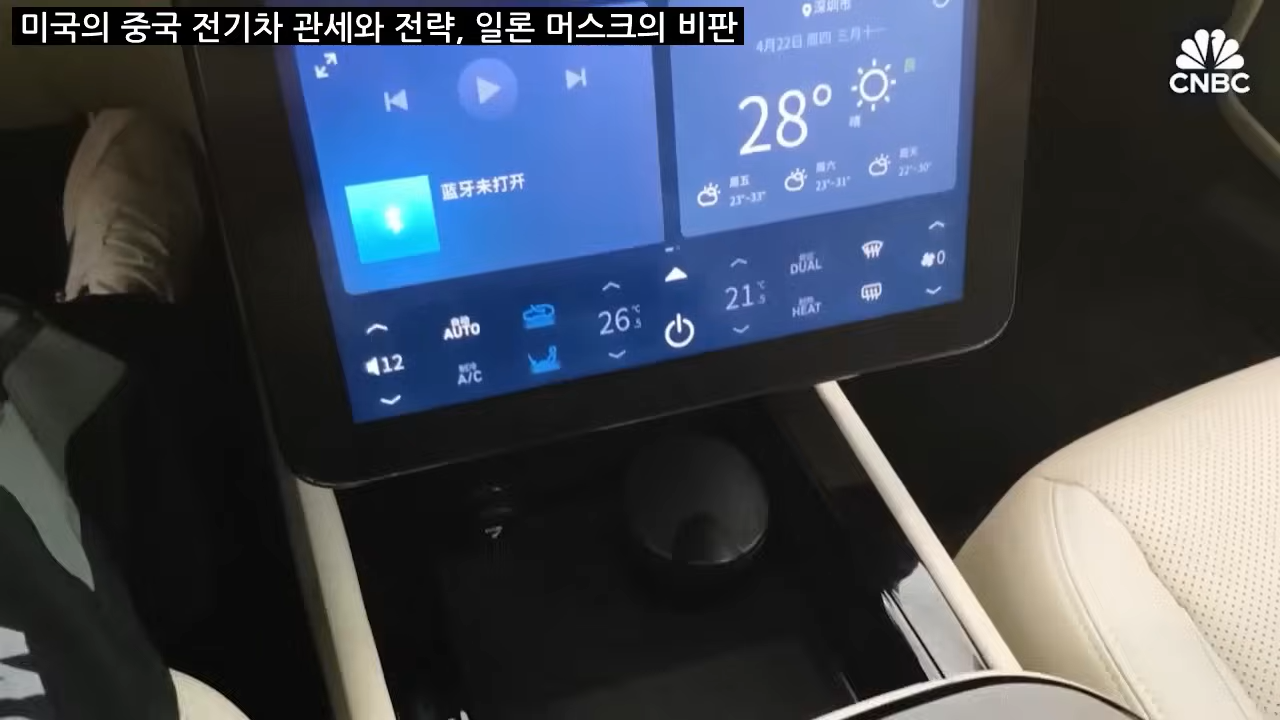 미국의 중국 전기차 관세와 전략, 일론 머스크의 비판
深圳市
4月22日 周四 三月十一
CNBC
28°
晴
蓝牙未打开
周五
23°~33°
周六
23°~31°
周天
22°~30°
12
AUTO
A/C
26.5℃
21.5℃
DUAL
HEAT
0